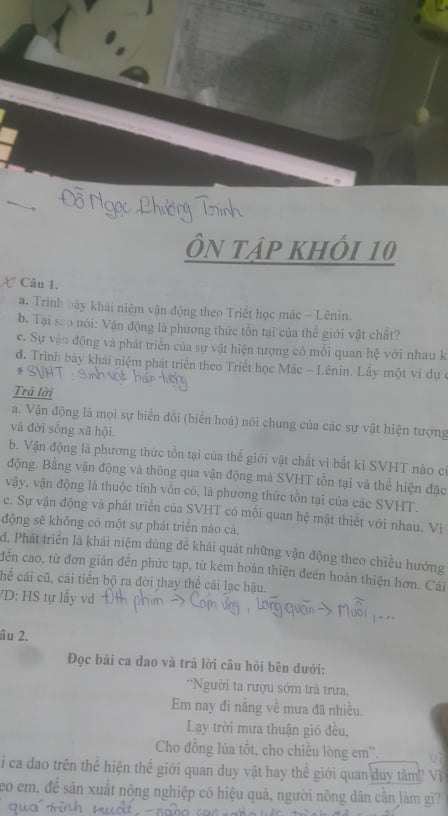 Đỗ Ngọc Phương Trinh
ÔN TẬP KHỐI 10
X Câu 1.
a. Trình bày khái niệm vận động theo Triết học mác – Lênin.
b. Tại sao nói: Vận động là phương thức tồn tại của thế giới vật chất?
c. Sự vận động và phát triển của sự vật hiện tượng có mối quan hệ với nhau k
d. Trình bày khái niệm phát triển theo Triết học Mác – Lênin. Lấy một ví dụ
* SVHT : Sinh vật hiện tượng
Trả lời
a. Vận động là mọi sự biến đổi (biến hoá) nói chung của các sự vật hiện tượng
và đời sống xã hội.
b. Vận động là phương thức tồn tại của thế giới vật chất vì bất kì SVHT nào cũ
động. Bằng vận động và thông qua vận động mà SVHT tồn tại và thể hiện đặc
vậy, vận động là thuộc tính vốn có, là phương thức tồn tại của các SVHT.
c. Sự vận động và phát triển của SVHT có mối quan hệ mật thiết với nhau. Vì
động sẽ không có một sự phát triển nào cả.
d. Phát triển là khái niệm dùng để khái quát những vận động theo chiều hướng
đến cao, từ đơn giản đến phức tạp, từ kém hoàn thiện đeén hoàn thiện hơn. Cái
thế cái cũ, cái tiến bộ ra đời thay thế cái lạc hậu.
VD: HS tự lấy vd Đth phím -> Cảm ứng, Lăng quăn -> Muỗi,...
âu 2.
Đọc bài ca dao và trả lời câu hỏi bên dưới:
“Người ta rượu sớm trà trưa,
Em nay đi nắng về mưa đã nhiều.
Lạy trời mưa thuận gió đều,
Cho đồng lúa tốt, cho chiều lòng em”.
i ca dao trên thể hiện thế giới quan duy vật hay thế giới quan duy tâm? Vì
eo em, để sản xuất nông nghiệp có hiệu quả, người nông dân cần làm gì?
quá trình